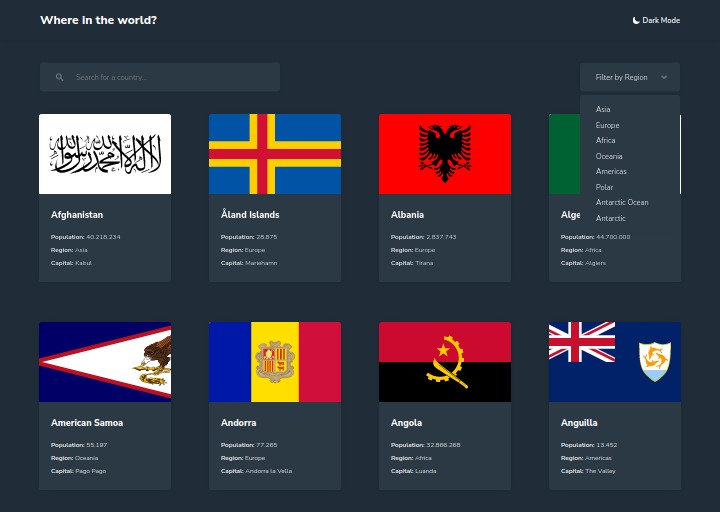 Where in the world?
Dark Mode
Search for a country...
Filter by Region
Asia
Europe
Africa
Oceania
Americas
Polar
Antarctic Ocean
Antarctic
لا إله إلا الله محمد رسول الله
Afghanistan
Population: 40.218.234
Region: Asia
Capital: Kabul
Åland Islands
Population: 28.875
Region: Europe
Capital: Mariehamn
Albania
Population: 2.837.743
Region: Europe
Capital: Tirana
Alge
Population: 44.700.000
Region: Africa
Capital: Algiers
American Samoa
Population: 55.197
Region: Oceania
Capital: Pago Pago
Andorra
Population: 77.265
Region: Europe
Capital: Andorra la Vella
Angola
Population: 32.866.268
Region: Africa
Capital: Luanda
Anguilla
Population: 13.452
Region: Americas
Capital: The Valley